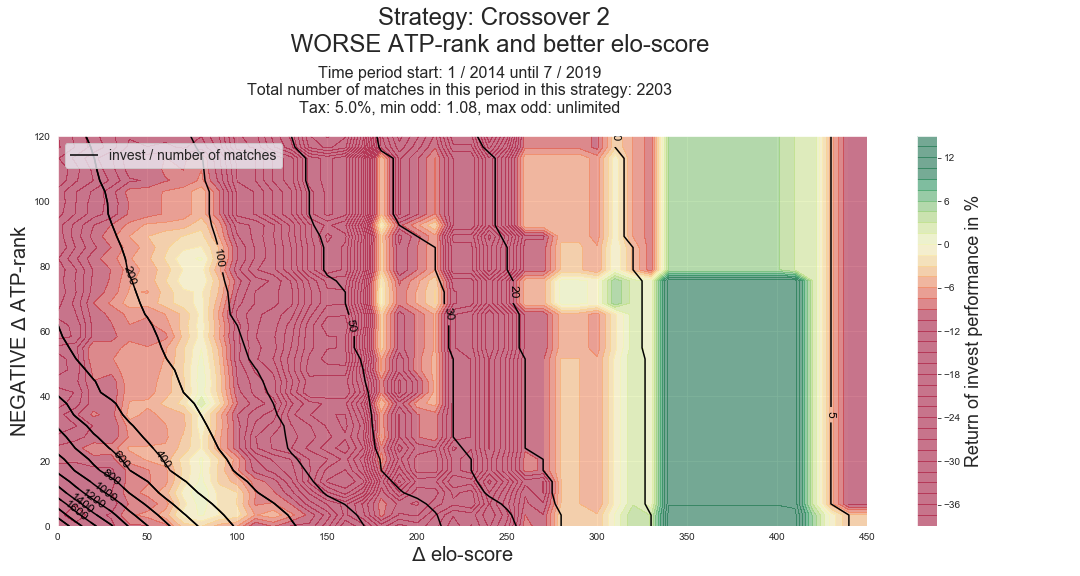 Strategy: Crossover 2
WORSE ATP-rank and better elo-score
Time period start: 1 / 2014 until 7 / 2019
Total number of matches in this period in this strategy: 2203
Tax: 5.0%, min odd: 1.08, max odd: unlimited
invest / number of matches
NEGATIVE Δ ATP-rank
120
100
80
60
40
20
0
0 50 100 150 200 250 300 350 400 450
Δ elo-score
200
100
50
30
20
5
400
600
800
1000
1200
1400
1600
12
6
0
−6
−12
−18
−24
−30
−36
Return of invest performance in %